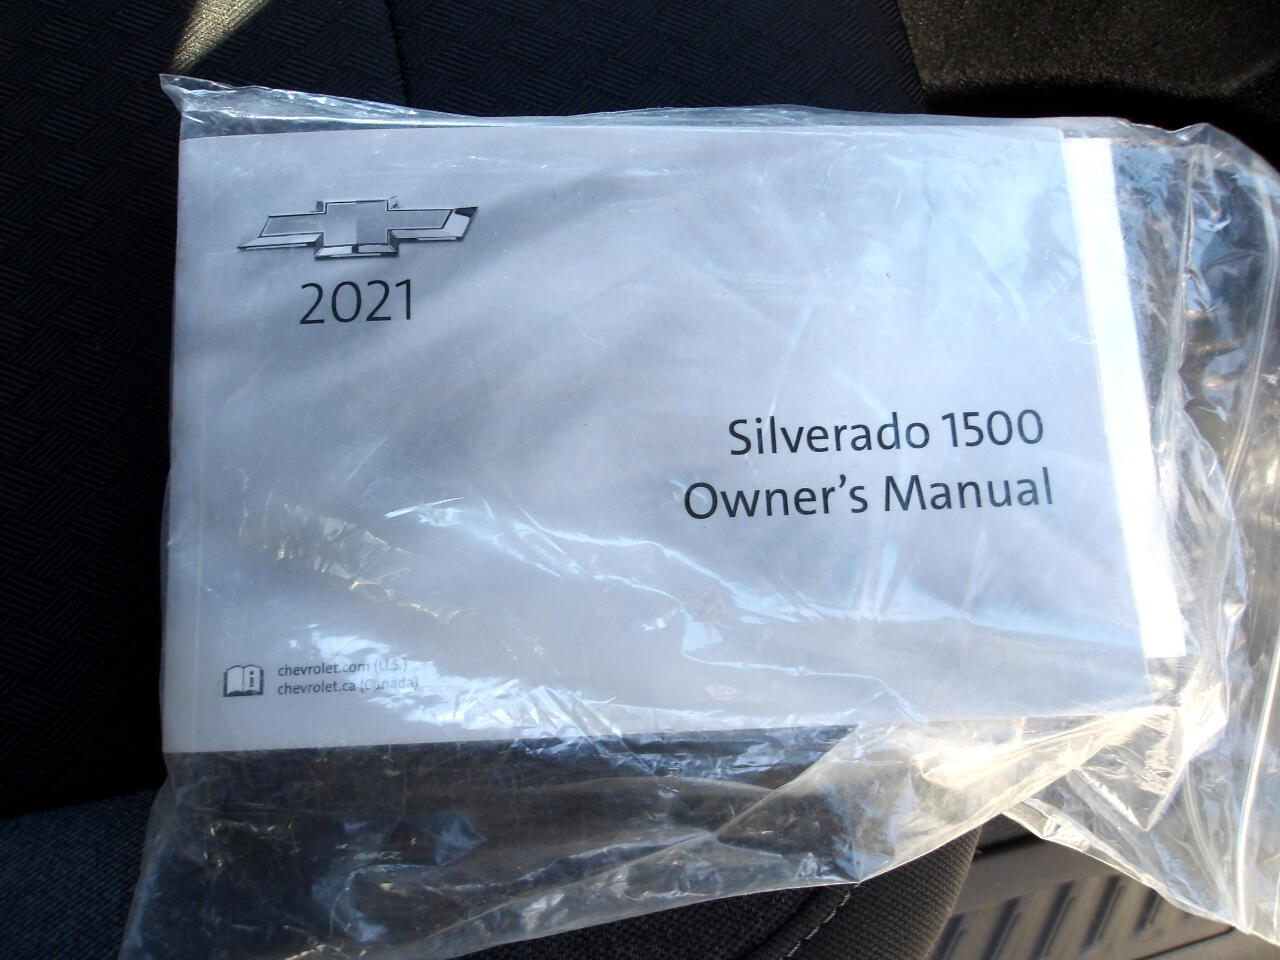 2021
Silverado 1500
Owner's Manual
chevrolet.com (U.S.)
chevrolet.ca (Canada)